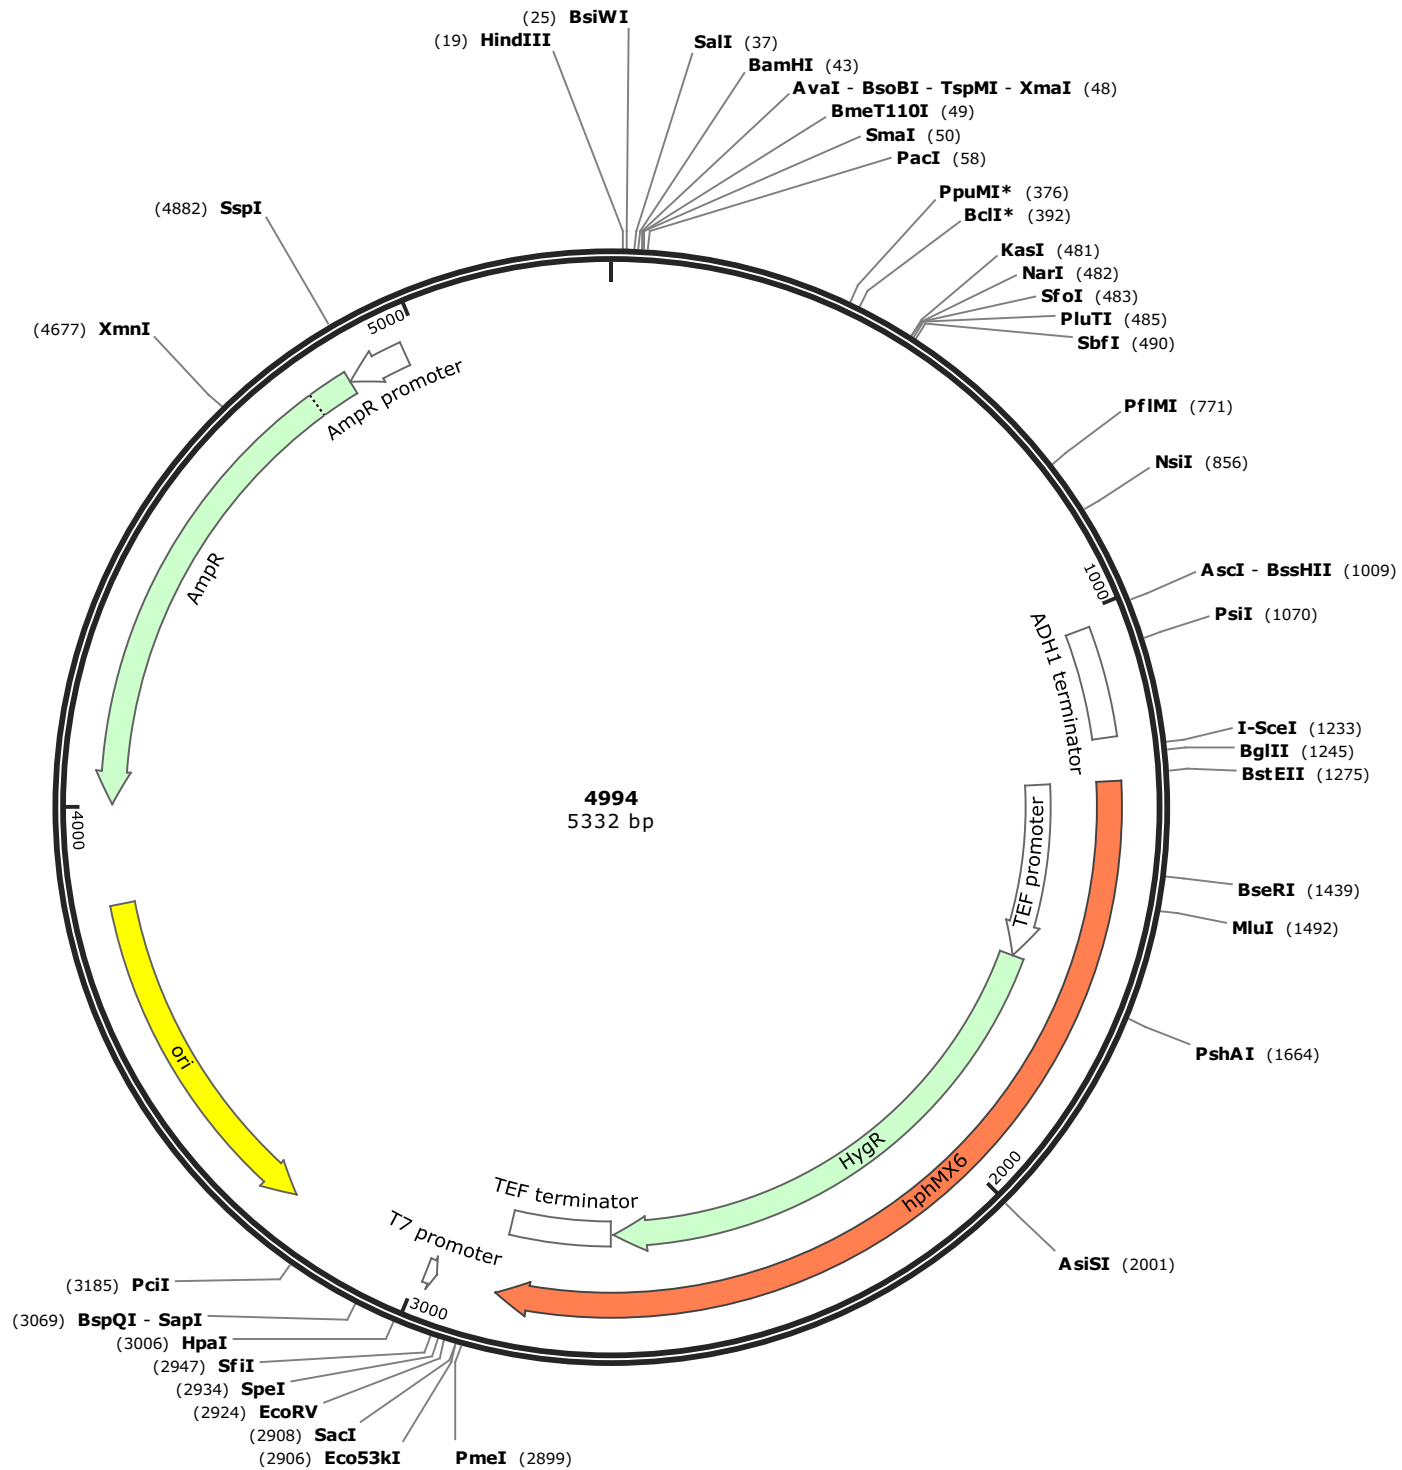 (25) BsiWI
(19) HindIII
SalI (37)
BamHI (43)
AvaI - BsoBI - TspMI - XmaI (48)
BmeT110I (49)
SmaI (50)
PacI (58)
PpuMI* (376)
BclI* (392)
KasI (481)
NarI (482)
SfoI (483)
PluTI (485)
SbfI (490)
PflMI (771)
NsiI (856)
AscI - BssHII (1009)
PsiI (1070)
I-SceI (1233)
BglII (1245)
BstEII (1275)
BseRI (1439)
MluI (1492)
PshAI (1664)
AsiSI (2001)
PmeI (2899)
(2906) Eco53kI
(2908) SacI
(2924) EcoRV
(2934) SpeI
(2947) SfiI
(3006) HpaI
(3069) BspQI - SapI
(3185) PciI
(4677) XmnI
(4882) SspI
1000
2000
3000
4000
5000
AmpR promoter
AmpR
ori
T7 promoter
TEF terminator
HygR
hphMX6
TEF promoter
ADH1 terminator
4994
5332 bp